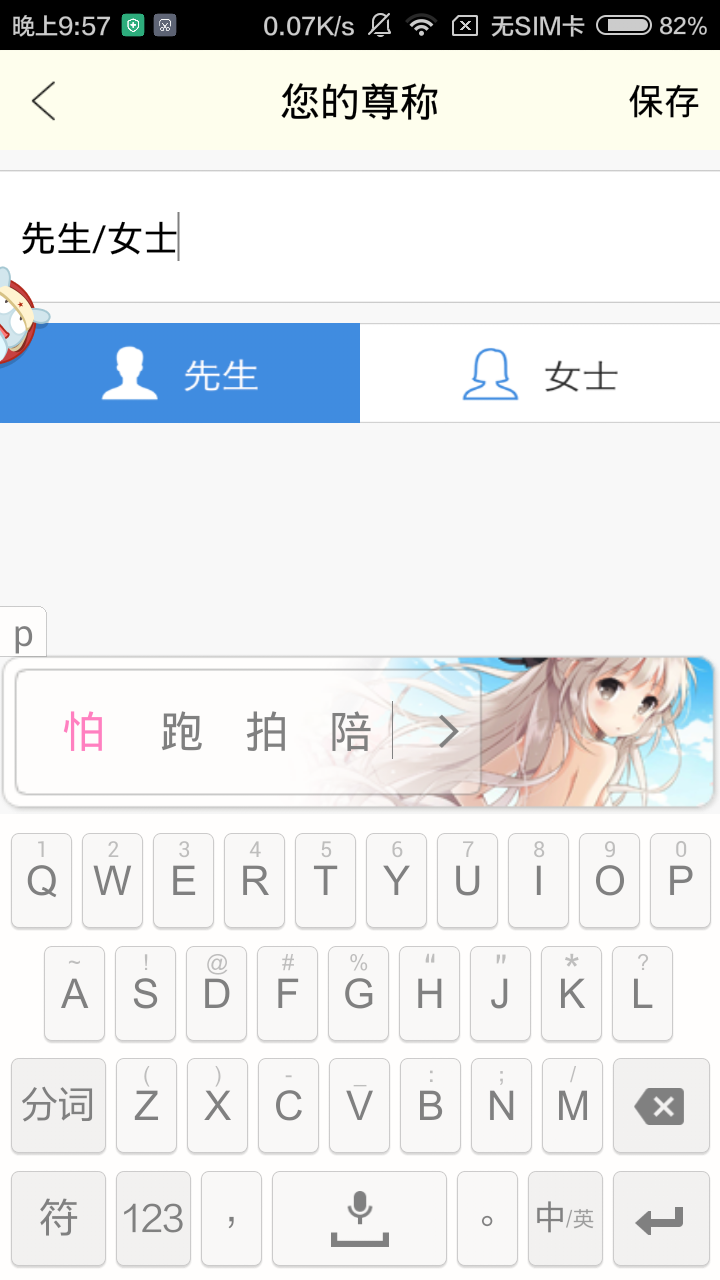 晚上9:57 0.07K/s 无SIM卡 82%
您的尊称 保存
先生/女士
先生 女士
p
怕 跑 拍 陪
1 2 3 4 5 6 7 8 9 0
Q W E R T Y U I O P
~ ! @ # % “ ” * ?
A S D F G H J K L
( ) - _ : ; /
分词 Z X C V B N M
符 123 ， 。 中/英